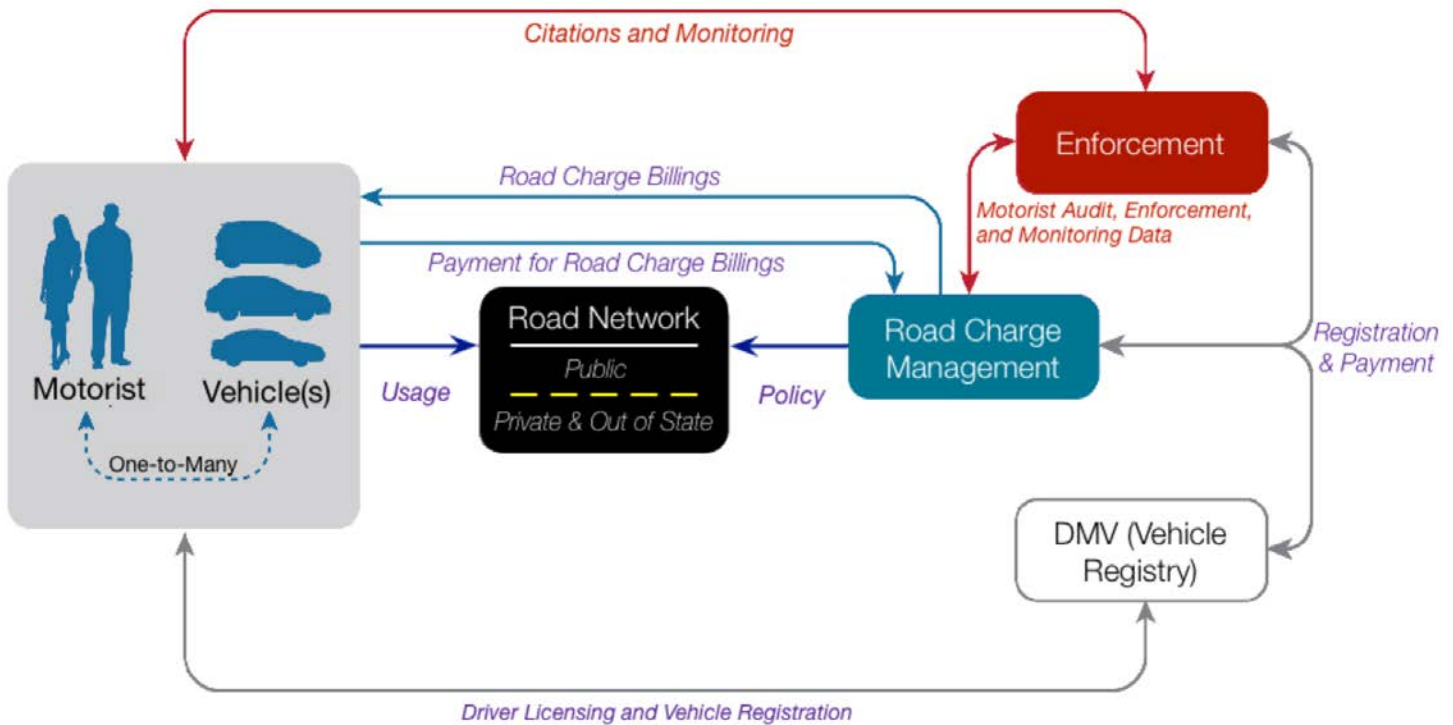 Citations and Monitoring
Enforcement
Road Charge Billings
Motorist Audit, Enforcement,
and Monitoring Data
Payment for Road Charge Billings
Road Network
Public
Private & Out of State
Road Charge
Management
Registration
& Payment
Motorist
Vehicle(s)
Usage
Policy
One-to-Many
DMV (Vehicle
Registry)
Driver Licensing and Vehicle Registration